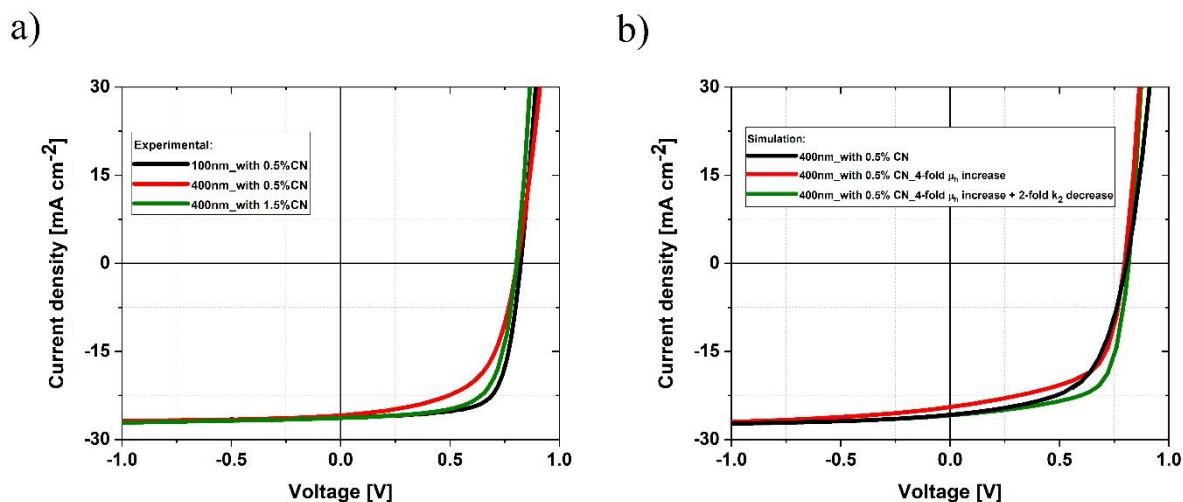 a)
30
15
0
-15
-30
Current density [mA cm⁻²]
Experimental:
100nm_with 0.5%CN
400nm_with 0.5%CN
400nm_with 1.5%CN
-1.0
-0.5
0.0
0.5
1.0
Voltage [V]
b)
30
15
0
-15
-30
Current density [mA cm⁻²]
Simulation:
400nm_with 0.5% CN
400nm_with 0.5% CN_4-fold μₕ increase
400nm_with 0.5% CN_4-fold μₕ increase + 2-fold k₂ decrease
-1.0
-0.5
0.0
0.5
1.0
Voltage [V]